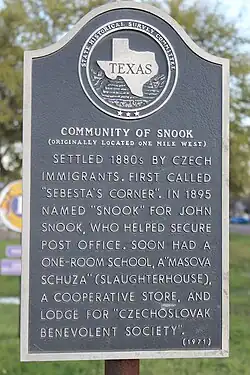 STATE HISTORICAL SURVEY COMMITTEE
TEXAS
COMMUNITY OF SNOOK
(ORIGINALLY LOCATED ONE MILE WEST)
SETTLED 1880s BY CZECH
IMMIGRANTS. FIRST CALLED
"SEBESTA'S CORNER". IN 1895
NAMED "SNOOK" FOR JOHN
SNOOK, WHO HELPED SECURE
POST OFFICE. SOON HAD A
ONE-ROOM SCHOOL, A "MASOVA
SCHUZA" (SLAUGHTERHOUSE),
A COOPERATIVE STORE, AND
LODGE FOR "CZECHOSLOVAK
BENEVOLENT SOCIETY".
(1971)